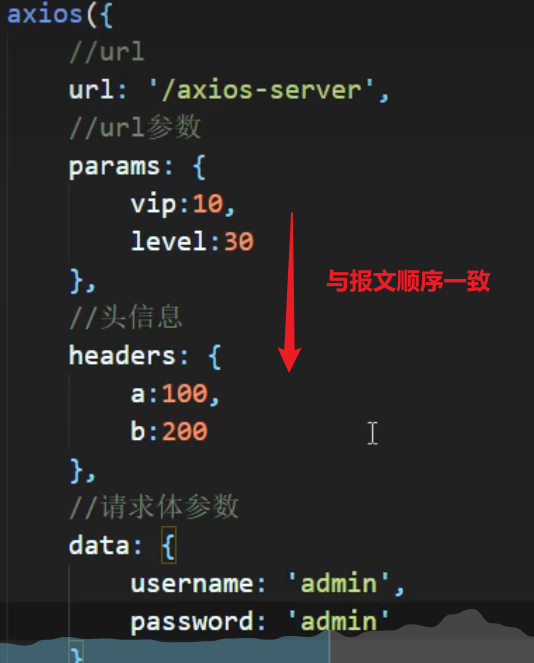 axios({
//url
url: '/axios-server',
//url参数
params: {
vip:10,
level:30
},
与报文顺序一致
//头信息
headers: {
a:100,
b:200
},
//请求体参数
data: {
username: 'admin',
password: 'admin'
}